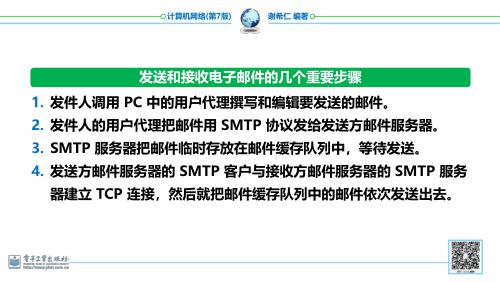 计算机网络(第7版) 谢希仁 编著
发送和接收电子邮件的几个重要步骤
1. 发件人调用 PC 中的用户代理撰写和编辑要发送的邮件。
2. 发件人的用户代理把邮件用 SMTP 协议发给发送方邮件服务器。
3. SMTP 服务器把邮件临时存放在邮件缓存队列中，等待发送。
4. 发送方邮件服务器的 SMTP 客户与接收方邮件服务器的 SMTP 服务
器建立 TCP 连接，然后就把邮件缓存队列中的邮件依次发送出去。
电子工业出版社
http://www.phei.com.cn